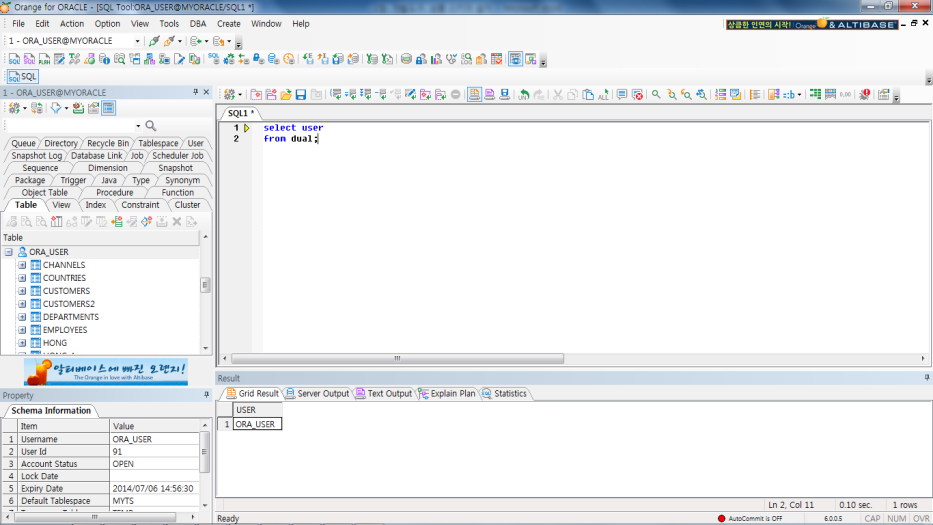 Orange for ORACLE - [SQL Tool:ORA_USER@MYORACLE/SQL1 *]
File Edit Action Option View Tools DBA Create Window Help
상큼한 인연의 시작! Orange & ALTIBASE
1 - ORA_USER@MYORACLE
SQL
1 - ORA_USER@MYORACLE
SQL1 *
1 select user
2 from dual;
Queue Directory Recycle Bin Tablespace User
Snapshot Log Database Link Job Scheduler Job
Sequence Dimension Snapshot
Package Trigger Java Type Synonym
Object Table Procedure Function
Table View Index Constraint Cluster
Table
ORA_USER
CHANNELS
COUNTRIES
CUSTOMERS
CUSTOMERS2
DEPARTMENTS
EMPLOYEES
HONG
알티베이스에 빠진 오렌지!
The Orange in love with Altibase
Property
Schema Information
Item Value
1 Username ORA_USER
2 User Id 91
3 Account Status OPEN
4 Lock Date
5 Expiry Date 2014/07/06 14:56:30
6 Default Tablespace MYTS
Result
Grid Result Server Output Text Output Explain Plan Statistics
USER
1 ORA_USER
Ln 2, Col 11 0.10 sec. 1 rows
Ready AutoCommit is OFF 6.0.0.5 CAP NUM OVR